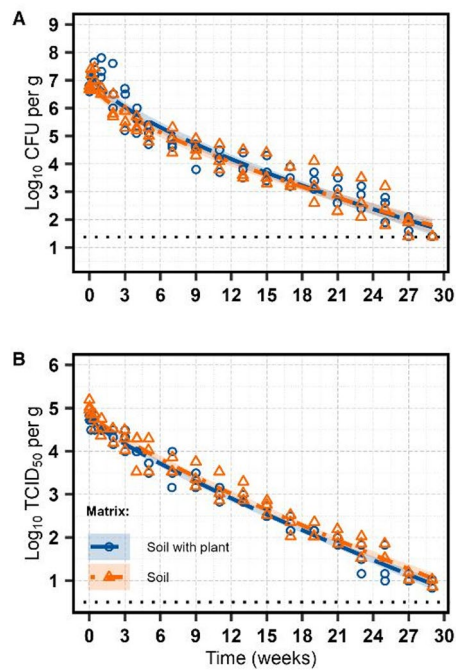 A
Log10 CFU per g
9
8
7
6
5
4
3
2
1
0 3 6 9 12 15 18 21 24 27 30
B
Log10 TCID50 per g
6
5
4
3
2
1
Matrix:
Soil with plant
Soil
0 3 6 9 12 15 18 21 24 27 30
Time (weeks)